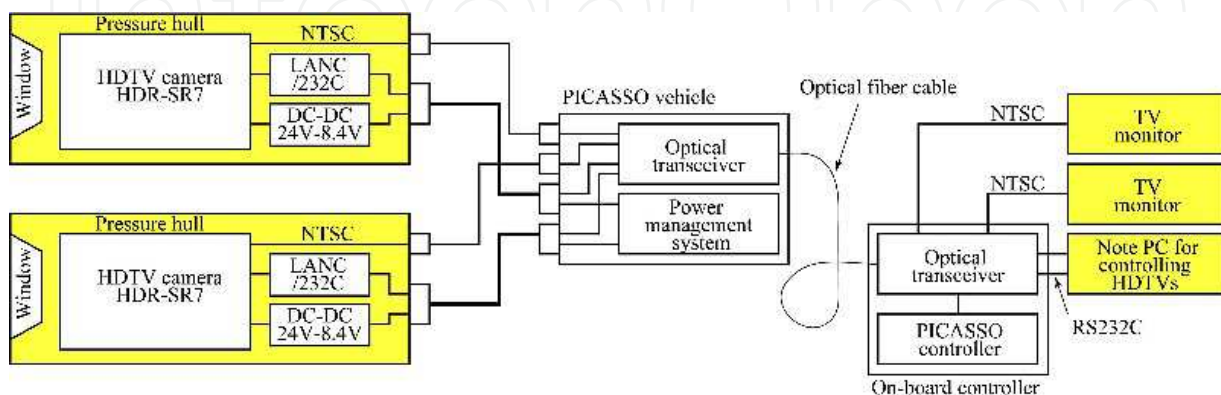 Pressure hull
Window
HDTV camera
HDR-SR7
NTSC
LANC
/232C
DC-DC
24V-8.4V
Pressure hull
Window
HDTV camera
HDR-SR7
NTSC
LANC
/232C
DC-DC
24V-8.4V
PICASSO vehicle
Optical
transceiver
Power
management
system
Optical fiber cable
NTSC
TV
monitor
NTSC
TV
monitor
Optical
transceiver
Note PC for
controlling
HDTVs
RS232C
PICASSO
controller
On-board controller